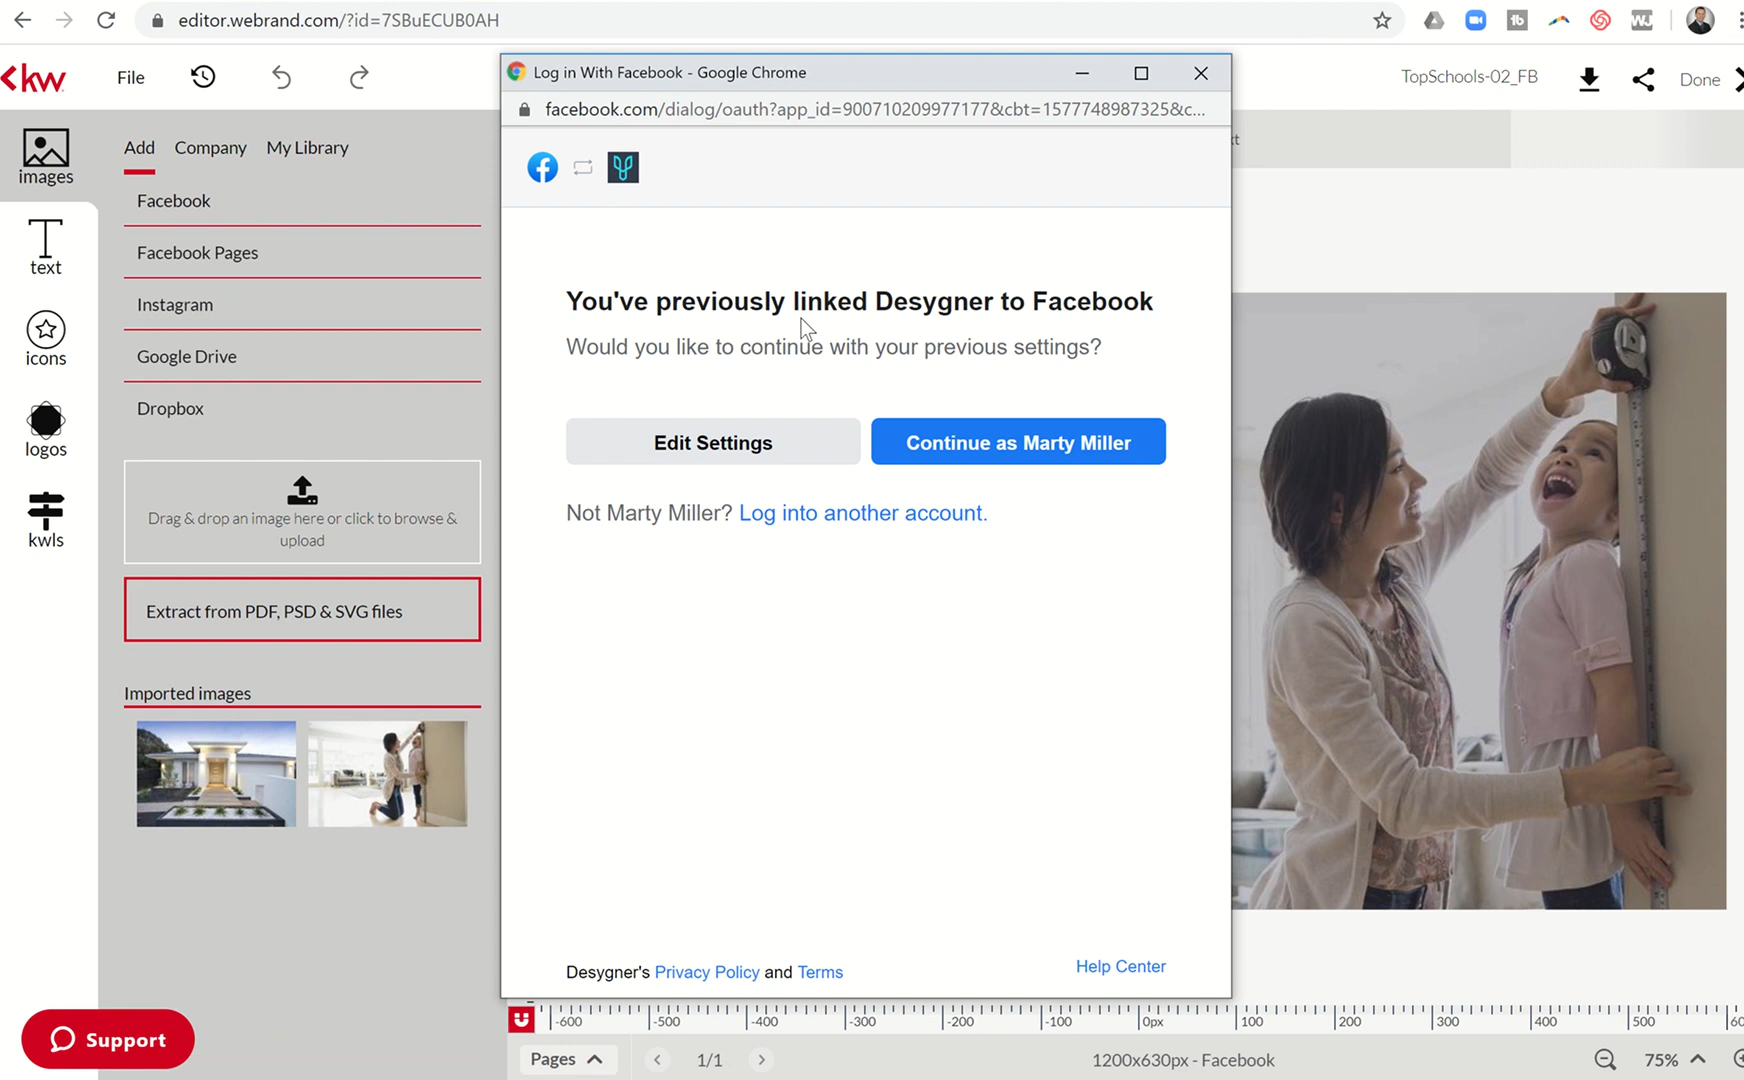 editor.webrand.com/?id=7SBuECUB0AH
kw
File
Log in With Facebook - Google Chrome
TopSchools-02_FB
Done
facebook.com/dialog/oauth?app_id=900710209977177&cbt=1577748987325&c...
images
text
icons
logos
kwls
Add Company My Library
Facebook
Facebook Pages
Instagram
Google Drive
Dropbox
Drag & drop an image here or click to browse &
upload
Extract from PDF, PSD & SVG files
Imported images
You've previously linked Desygner to Facebook
Would you like to continue with your previous settings?
Edit Settings
Continue as Marty Miller
Not Marty Miller? Log into another account.
Desygner's Privacy Policy and Terms
Help Center
Support
-600 -500 -400 -300 -200 -100 0px 100 200 300 400 500
Pages
1/1
1200x630px - Facebook
75%